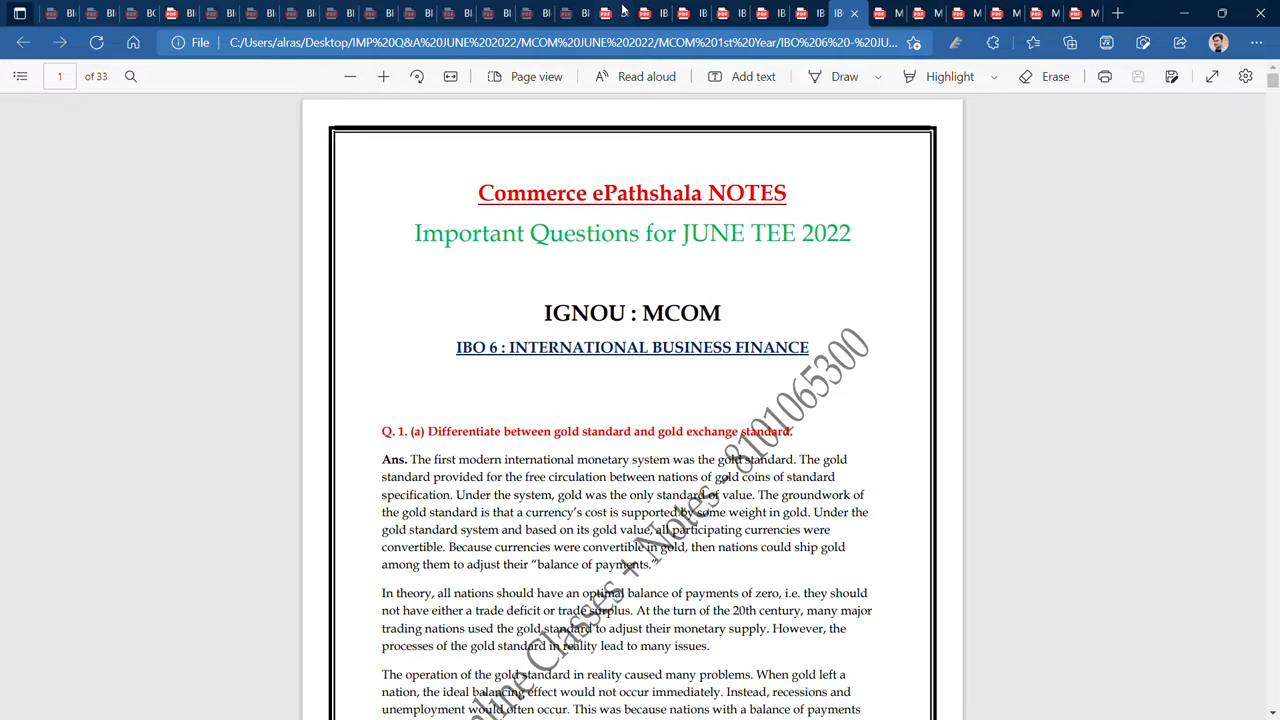 File
C:/Users/alras/Desktop/IMP%20Q&A%20JUNE%202022/MCOM%20JUNE%202022/MCOM%201st%20Year/IBO%206%20-%20JU...
1
of 33
Page view
Read aloud
Add text
Draw
Highlight
Erase
Commerce ePathshala NOTES
Important Questions for JUNE TEE 2022
IGNOU : MCOM
IBO 6 : INTERNATIONAL BUSINESS FINANCE
Q. 1. (a) Differentiate between gold standard and gold exchange standard.
Ans. The first modern international monetary system was the gold standard. The gold
standard provided for the free circulation between nations of gold coins of standard
specification. Under the system, gold was the only standard of value. The groundwork of
the gold standard is that a currency’s cost is supported by some weight in gold. Under the
gold standard system and based on its gold value, all participating currencies were
convertible. Because currencies were convertible in gold, then nations could ship gold
among them to adjust their “balance of payments.”
In theory, all nations should have an optimal balance of payments of zero, i.e. they should
not have either a trade deficit or trade surplus. At the turn of the 20th century, many major
trading nations used the gold standard to adjust their monetary supply. However, the
processes of the gold standard in reality lead to many issues.
The operation of the gold standard in reality caused many problems. When gold left a
nation, the ideal balancing effect would not occur immediately. Instead, recessions and
unemployment would often occur. This was because nations with a balance of payments
nline Classes + Notes - 8101065300